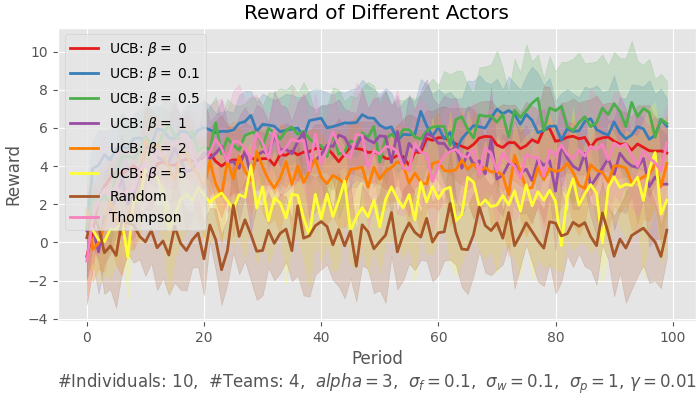 Reward of Different Actors
Reward
10
8
6
4
2
0
−2
−4
UCB: β = 0
UCB: β = 0.1
UCB: β = 0.5
UCB: β = 1
UCB: β = 2
UCB: β = 5
Random
Thompson
0 20 40 60 80 100
Period
#Individuals: 10, #Teams: 4, alpha = 3, σ_f = 0.1, σ_w = 0.1, σ_p = 1, γ = 0.01